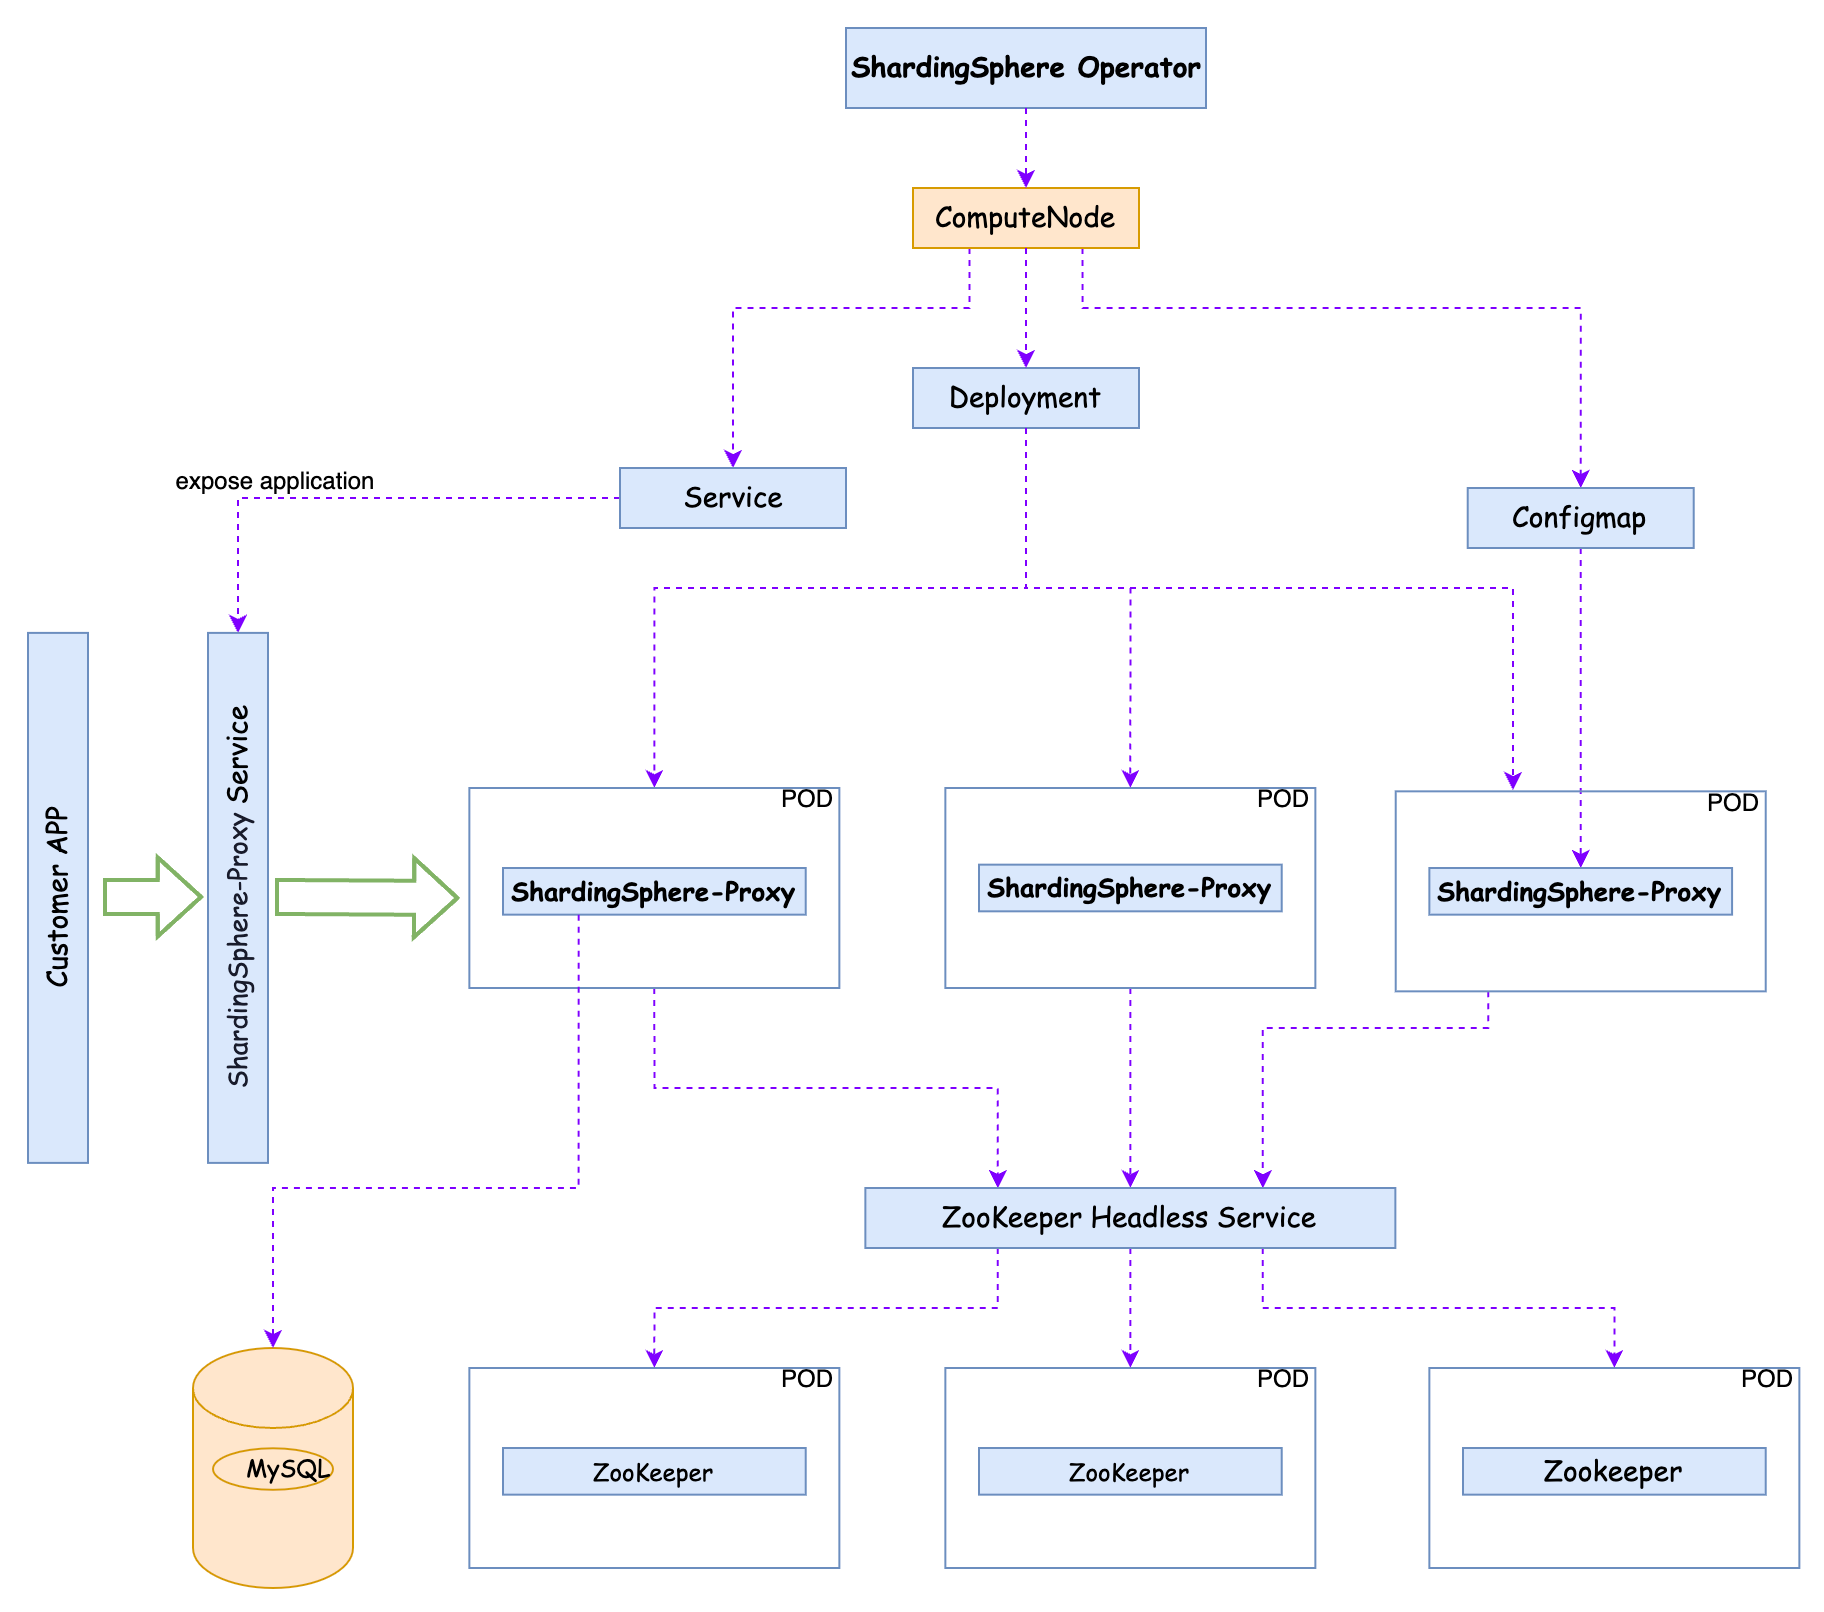 ShardingSphere Operator
ComputeNode
Deployment
expose application
Service
Configmap
Customer APP
ShardingSphere-Proxy Service
POD
POD
POD
ShardingSphere-Proxy
ShardingSphere-Proxy
ShardingSphere-Proxy
ZooKeeper Headless Service
POD
POD
POD
MySQL
ZooKeeper
ZooKeeper
Zookeeper